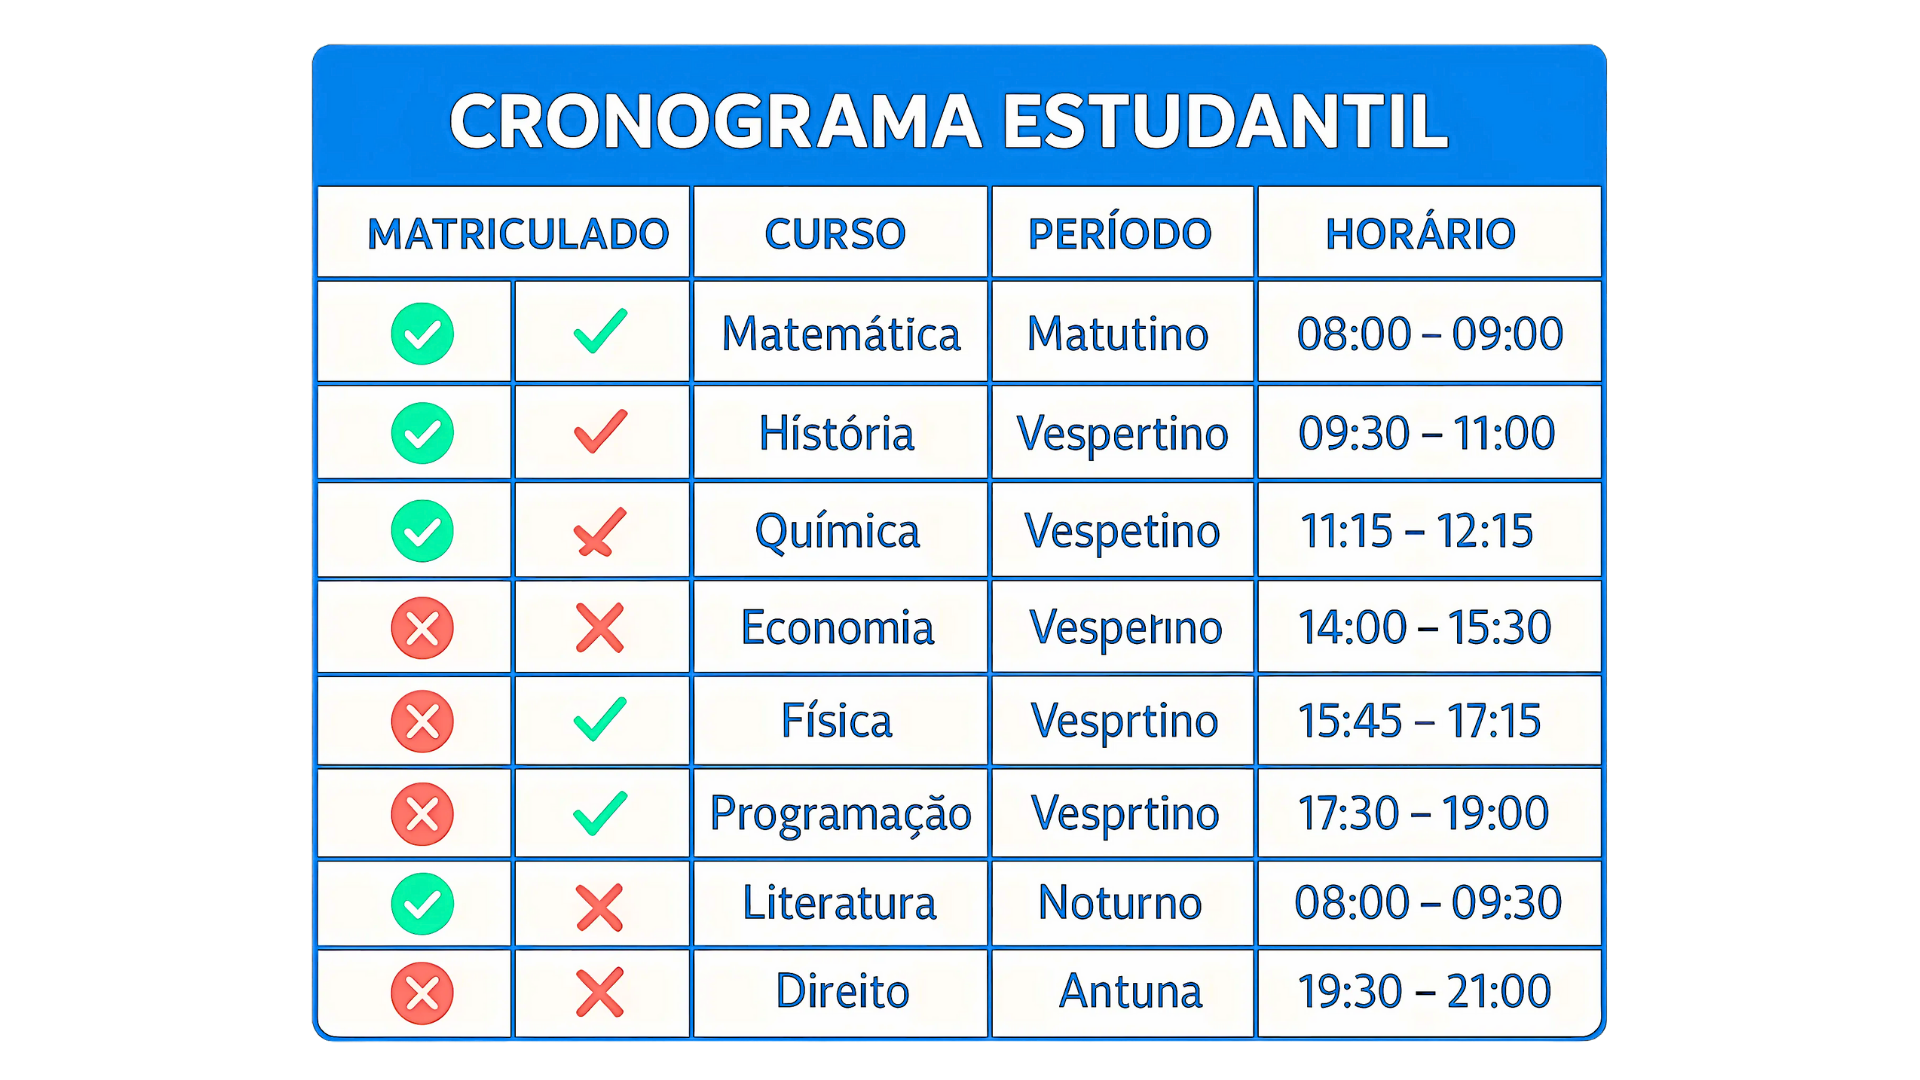 CRONOGRAMA ESTUDANTIL
MATRICULADO CURSO PERÍODO HORÁRIO
Matemática Matutino 08:00 – 09:00
Hístória Vespertino 09:30 – 11:00
Química Vespetino 11:15 – 12:15
Economia Vesperıno 14:00 – 15:30
Física Vesprtino 15:45 – 17:15
Programação Vesprtino 17:30 – 19:00
Literatura Noturno 08:00 – 09:30
Direito Antuna 19:30 – 21:00